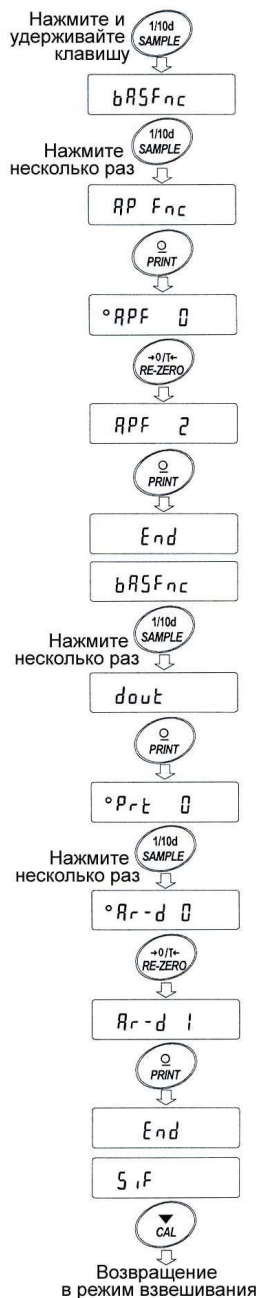 Нажмите и
удерживайте
клавишу
1/10d
SAMPLE
bASFnc
Нажмите
несколько раз
1/10d
SAMPLE
AP Fnc
PRINT
°APF 0
→0/T←
RE-ZERO
APF 2
PRINT
End
bASFnc
Нажмите
несколько раз
1/10d
SAMPLE
dout
PRINT
°Prt 0
Нажмите
несколько раз
1/10d
SAMPLE
°Ar-d 0
→0/T←
RE-ZERO
Ar-d 1
PRINT
End
SiF
CAL
Возвращение
в режим взвешивания